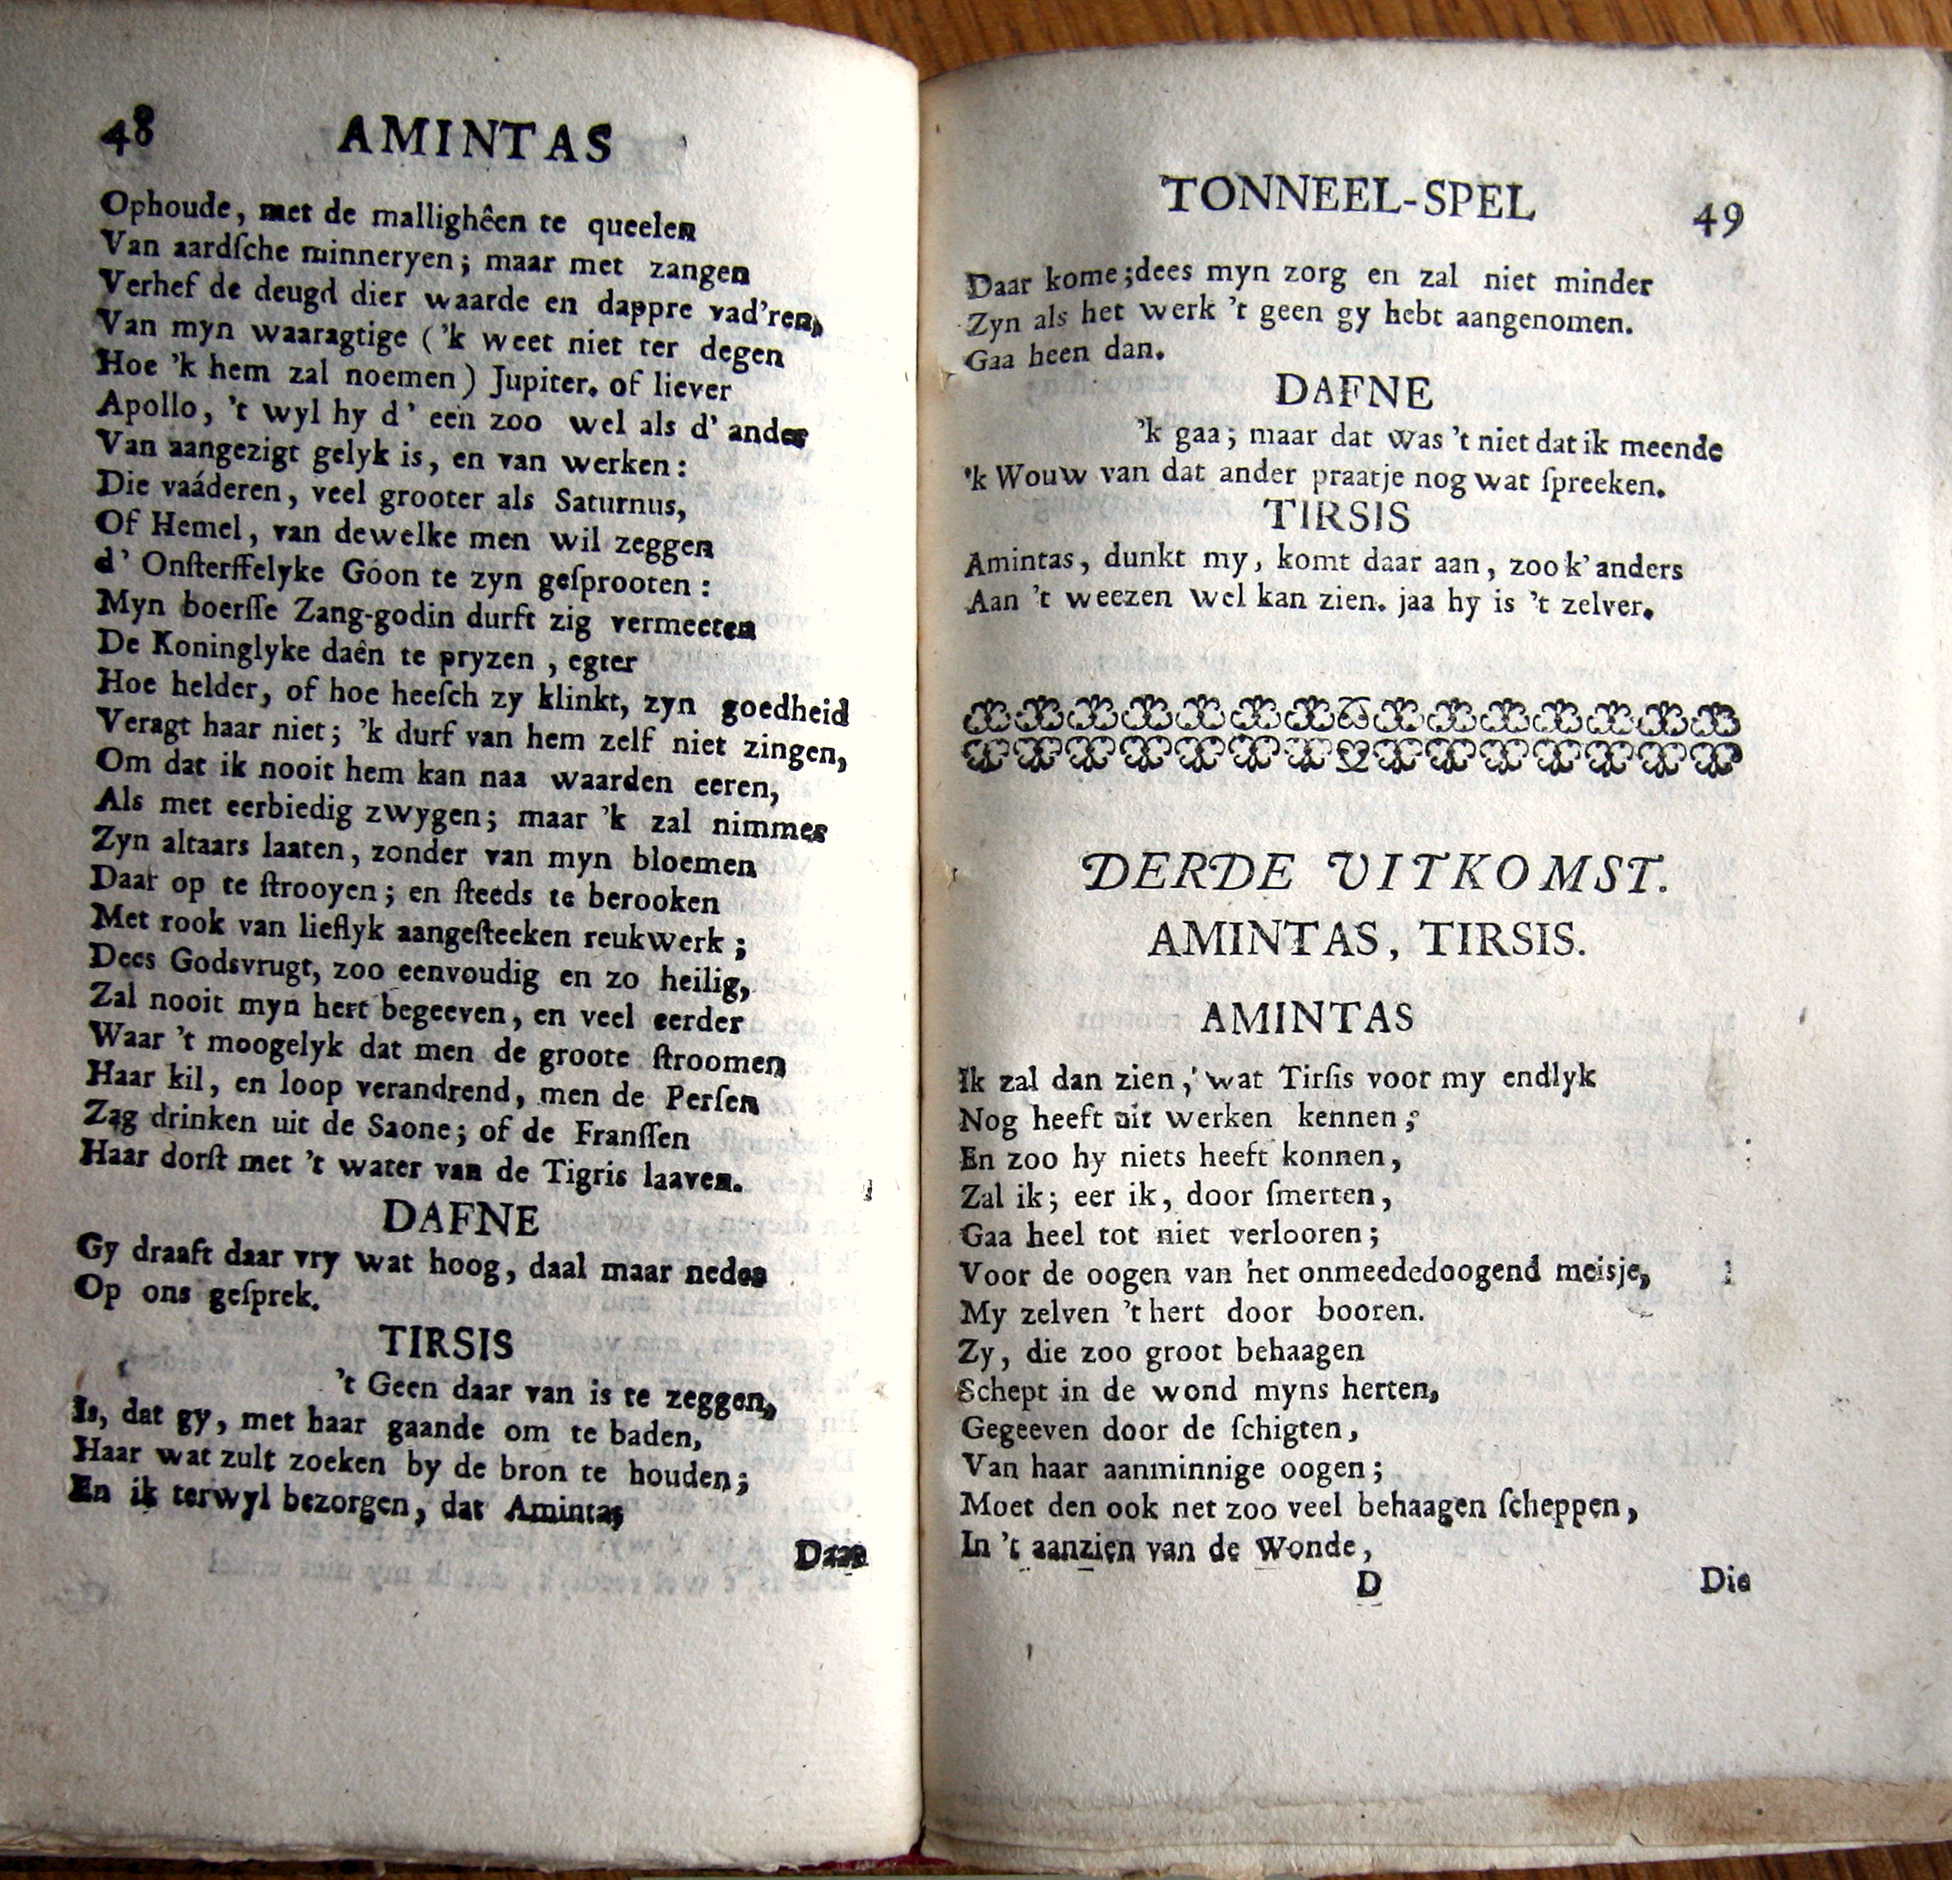 48 AMINTAS
Ophoude, met de mallighêen te queelen
Van aardſche minneryen; maar met zangen
Verhef de deugd dier waarde en dappre vad'ren,
Van myn waaragtige ('k weet niet ter degen
Hoe 'k hem zal noemen) Jupiter. of liever
Apollo, 't wyl hy d' een zoo wel als d' ander
Van aangezigt gelyk is, en van werken:
Die vaáderen, veel grooter als Saturnus,
Of Hemel, van dewelke men wil zeggen
d' Onſterffelyke Góon te zyn geſprooten:
Myn boerſſe Zang-godin durft zig vermeeten
De Koninglyke daên te pryzen, egter
Hoe helder, of hoe heeſch zy klinkt, zyn goedheid
Veragt haar niet; 'k durf van hem zelf niet zingen,
Om dat ik nooit hem kan naa waarden eeren,
Als met eerbiedig zwygen; maar 'k zal nimmer
Zyn altaars laaten, zonder van myn bloemen
Daar op te ſtrooyen; en ſteeds te berooken
Met rook van lieflyk aangeſteeken reukwerk;
Dees Godsvrugt, zoo eenvoudig en zo heilig,
Zal nooit myn hert begeeven, en veel eerder
Waar 't moogelyk dat men de groote ſtroomen
Haar kil, en loop verandrend, men de Perſen
Zag drinken uit de Saone; of de Franſſen
Haar dorſt met 't water van de Tigris laaven.
DAFNE
Gy draaft daar vry wat hoog, daal maar neder
Op ons geſprek.
TIRSIS
't Geen daar van is te zeggen,
Is, dat gy, met haar gaande om te baden,
Haar wat zult zoeken by de bron te houden;
En ik terwyl bezorgen, dat Amintas
Daar
TONNEEL-SPEL 49
Daar kome; dees myn zorg en zal niet minder
Zyn als het werk 't geen gy hebt aangenomen.
Gaa heen dan.
DAFNE
'k gaa; maar dat was 't niet dat ik meende
'k Wouw van dat ander praatje nog wat ſpreeken.
TIRSIS
Amintas, dunkt my, komt daar aan, zoo k' anders
Aan 't weezen wel kan zien. jaa hy is 't zelver.
DERDE UITKOMST.
AMINTAS, TIRSIS.
AMINTAS
Ik zal dan zien, wat Tirſis voor my endlyk
Nog heeft uit werken kennen;
En zoo hy niets heeft konnen,
Zal ik; eer ik, door ſmerten,
Gaa heel tot niet verlooren;
Voor de oogen van het onmeededoogend meisje,
My zelven 't hert door booren.
Zy, die zoo groot behaagen
Schept in de wond myns herten,
Gegeeven door de ſchigten,
Van haar aanminnige oogen;
Moet den ook net zoo veel behaagen ſcheppen,
In 't aanzien van de Wonde,
D Die